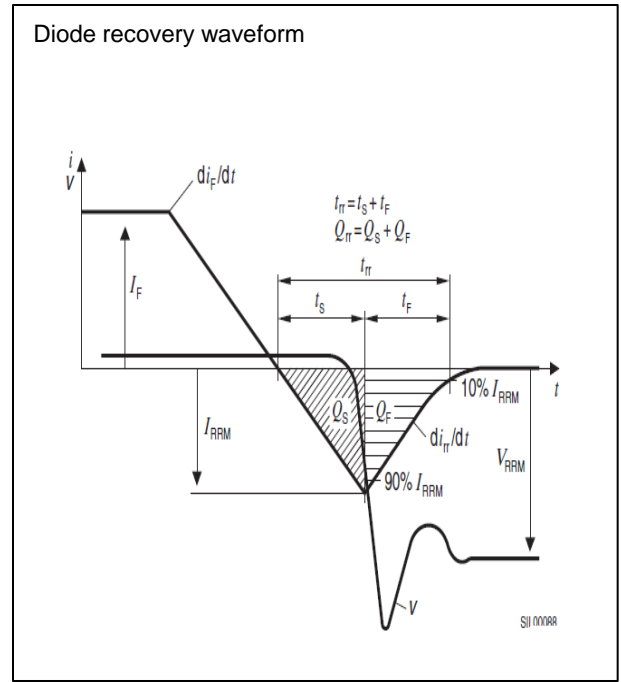 Diode recovery waveform
i
V
diF/dt
trr=tS+tF
Qrr=QS+QF
trr
tS
tF
IF
QS
QF
10% IRRM
t
IRRM
dirr/dt
VRRM
90% IRRM
V
SIL00088